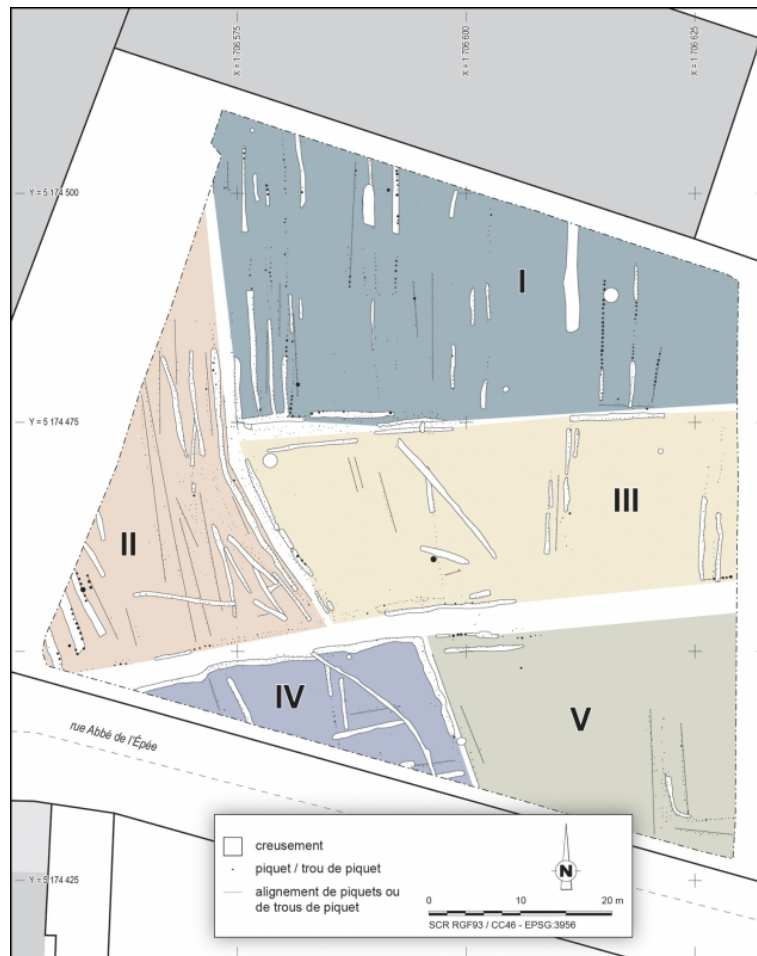 X = 1 706 575
X = 1 706 600
X = 1 706 625
Y = 5 174 500
I
Y = 5 174 475
III
II
IV
V
rue Abbé de l'Épée
creusement
piquet / trou de piquet
alignement de piquets ou
de trous de piquet
N
0 10 20 m
SCR RGF93 / CC46 - EPSG:3956
Y = 5 174 425